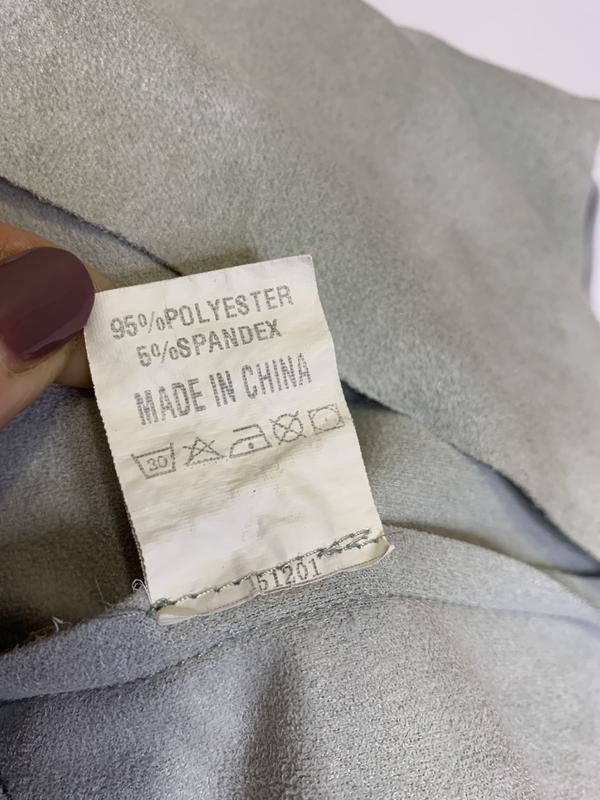 95%POLYESTER
5%SPANDEX
MADE IN CHINA
30
51201